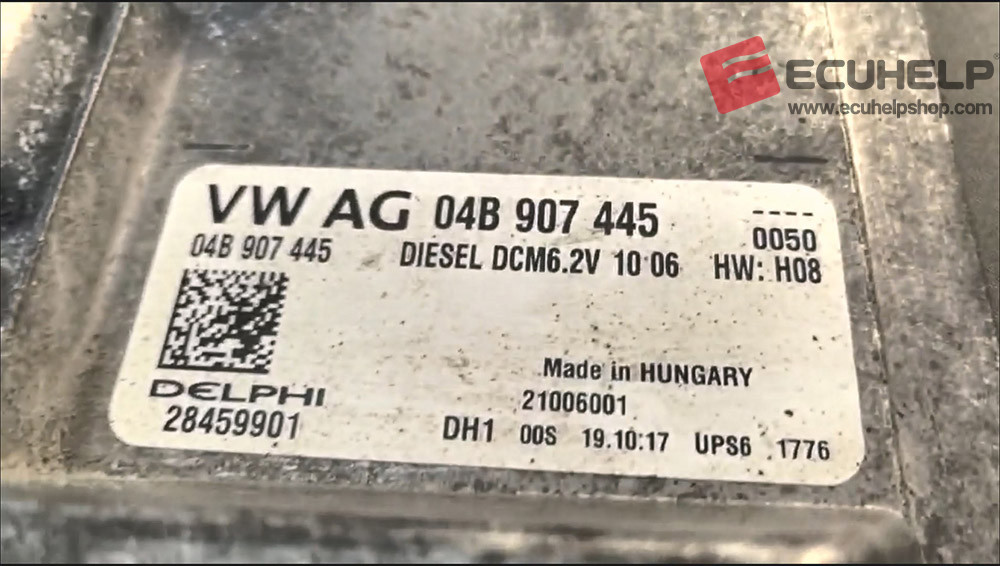 ECUHELP
www.ecuhelpshop.com
VW AG 04B 907 445 ----
04B 907 445 DIESEL DCM6.2V 10 06 0050
HW: H08
Made in HUNGARY
DELPHI 21006001
28459901 DH1 00S 19.10.17 UPS6 1776